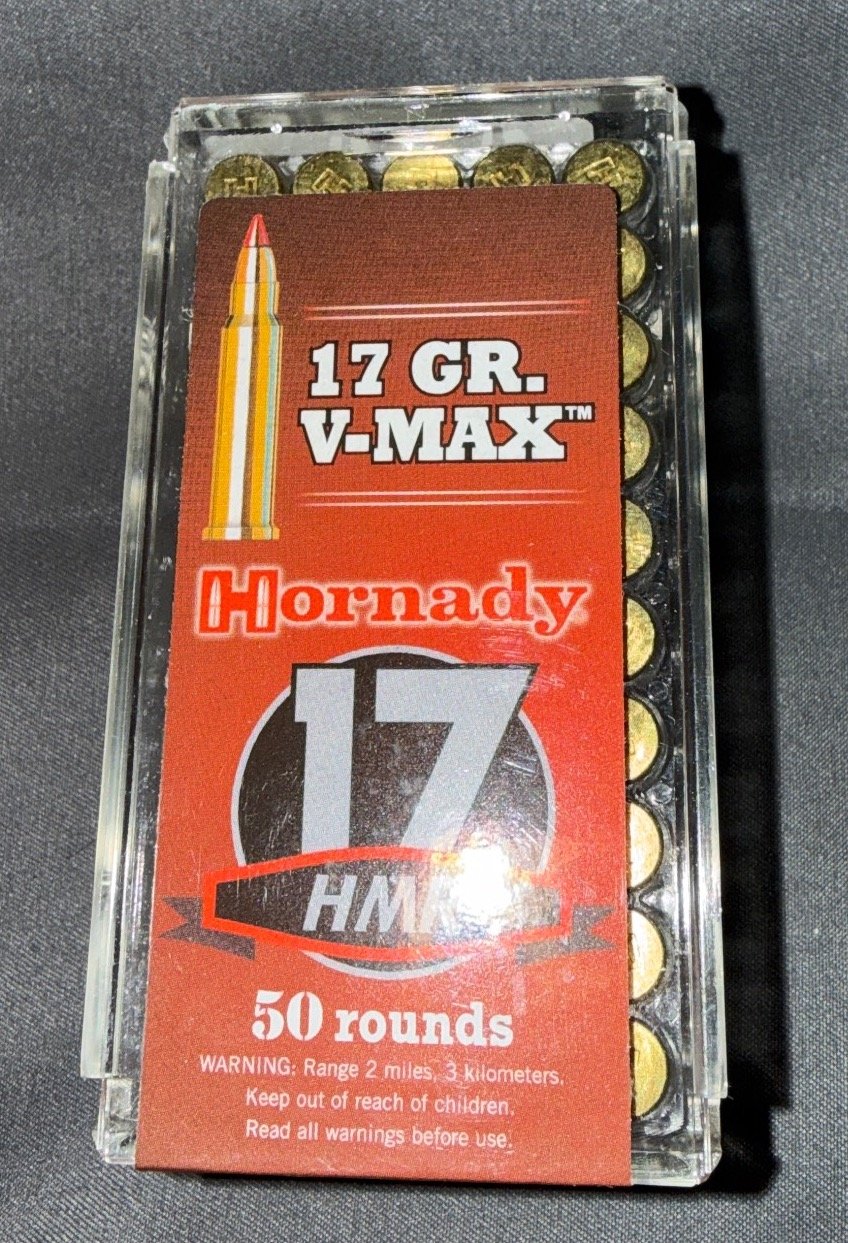 17 GR.
V-MAX™
Hornady
17
HM
50 rounds
WARNING: Range 2 miles, 3 kilometers.
Keep out of reach of children.
Read all warnings before use.